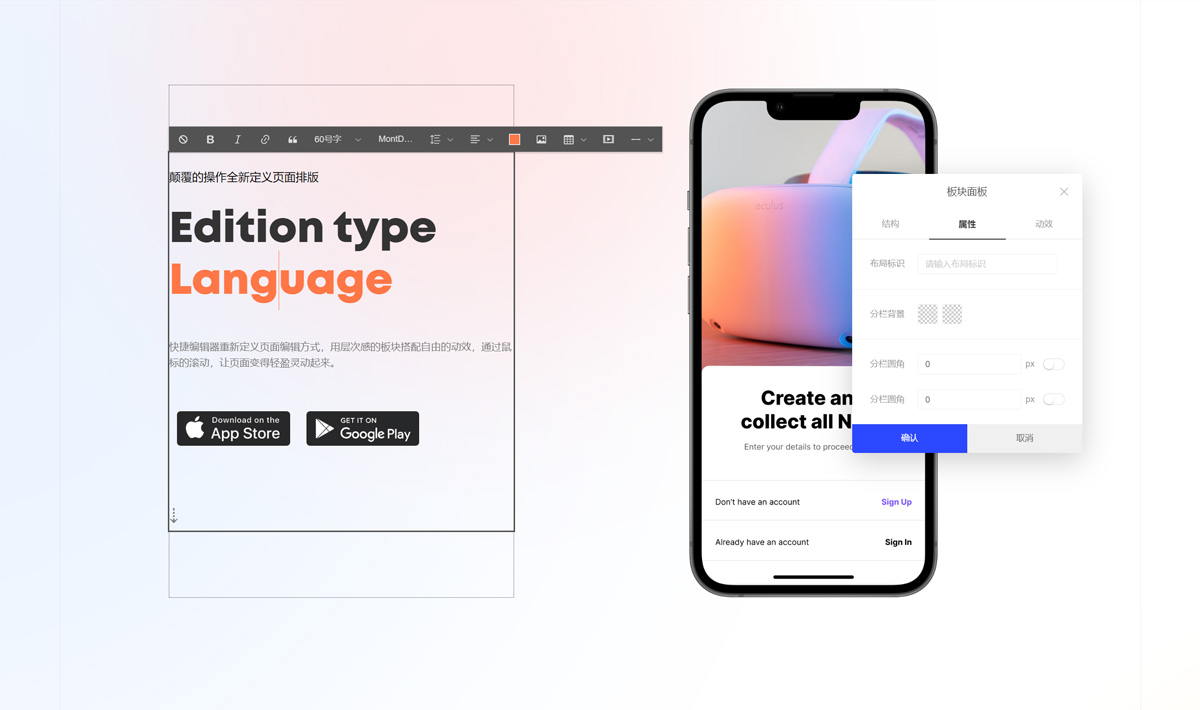 B I 60号字 MontD...
颠覆的操作全新定义页面排版
Edition type
Language
快捷编辑器重新定义页面编辑方式，用层次感的板块搭配自由的动效，通过鼠
标的滚动，让页面变得轻盈灵动起来。
Download on the
App Store
GET IT ON
Google Play
oculus
Create an
collect all N
Enter your details to proceed
Don't have an account
Sign Up
Already have an account
Sign In
板块面板
结构 属性 动效
布局标识 请输入布局标识
分栏背景
分栏圆角 0 px
分栏圆角 0 px
确认 取消